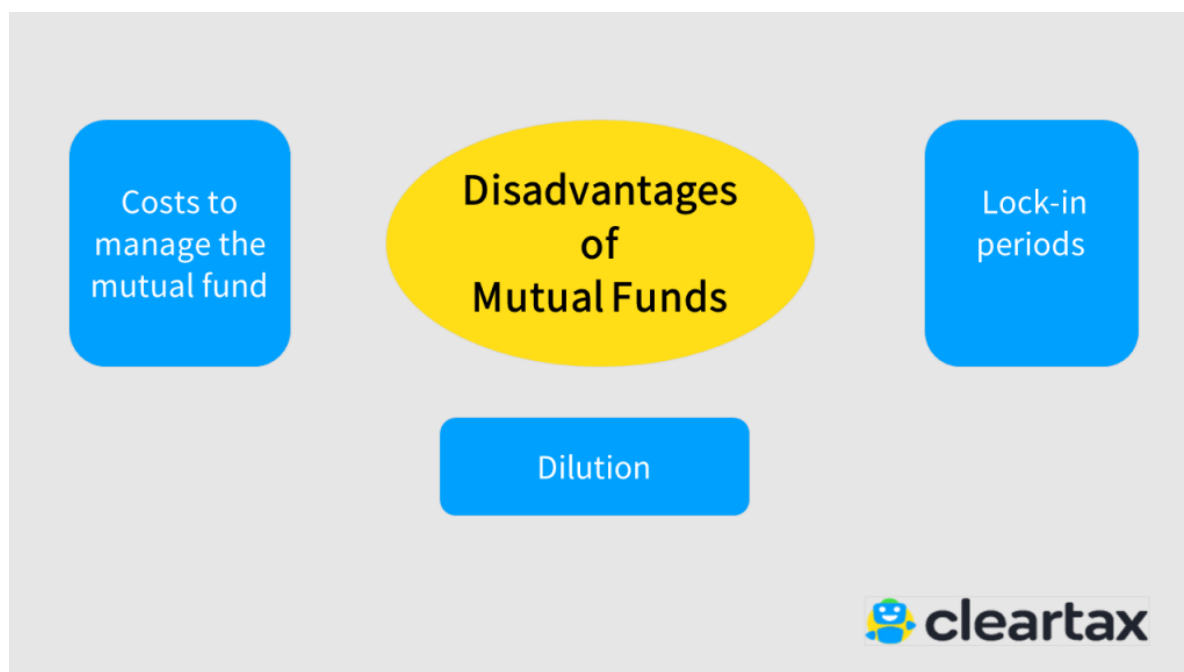 Disadvantages
of
Mutual Funds
Costs to
manage the
mutual fund
Lock-in
periods
Dilution
cleartax